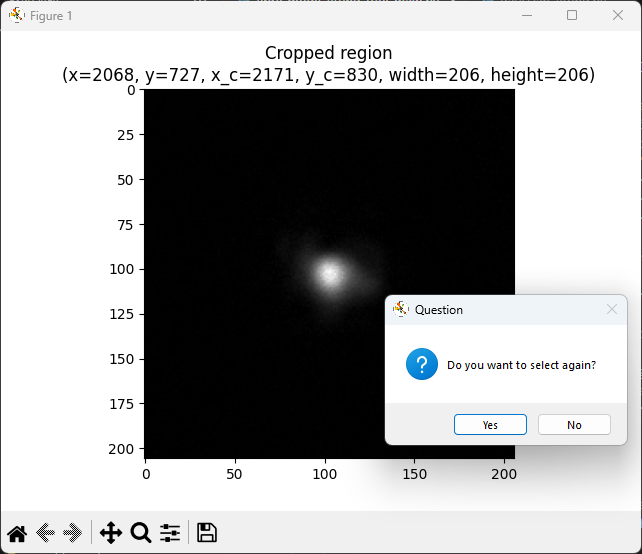 Figure 1
Cropped region
(x=2068, y=727, x_c=2171, y_c=830, width=206, height=206)
0
25
50
75
100
125
150
175
200
0
50
100
150
200
Question
Do you want to select again?
Yes
No